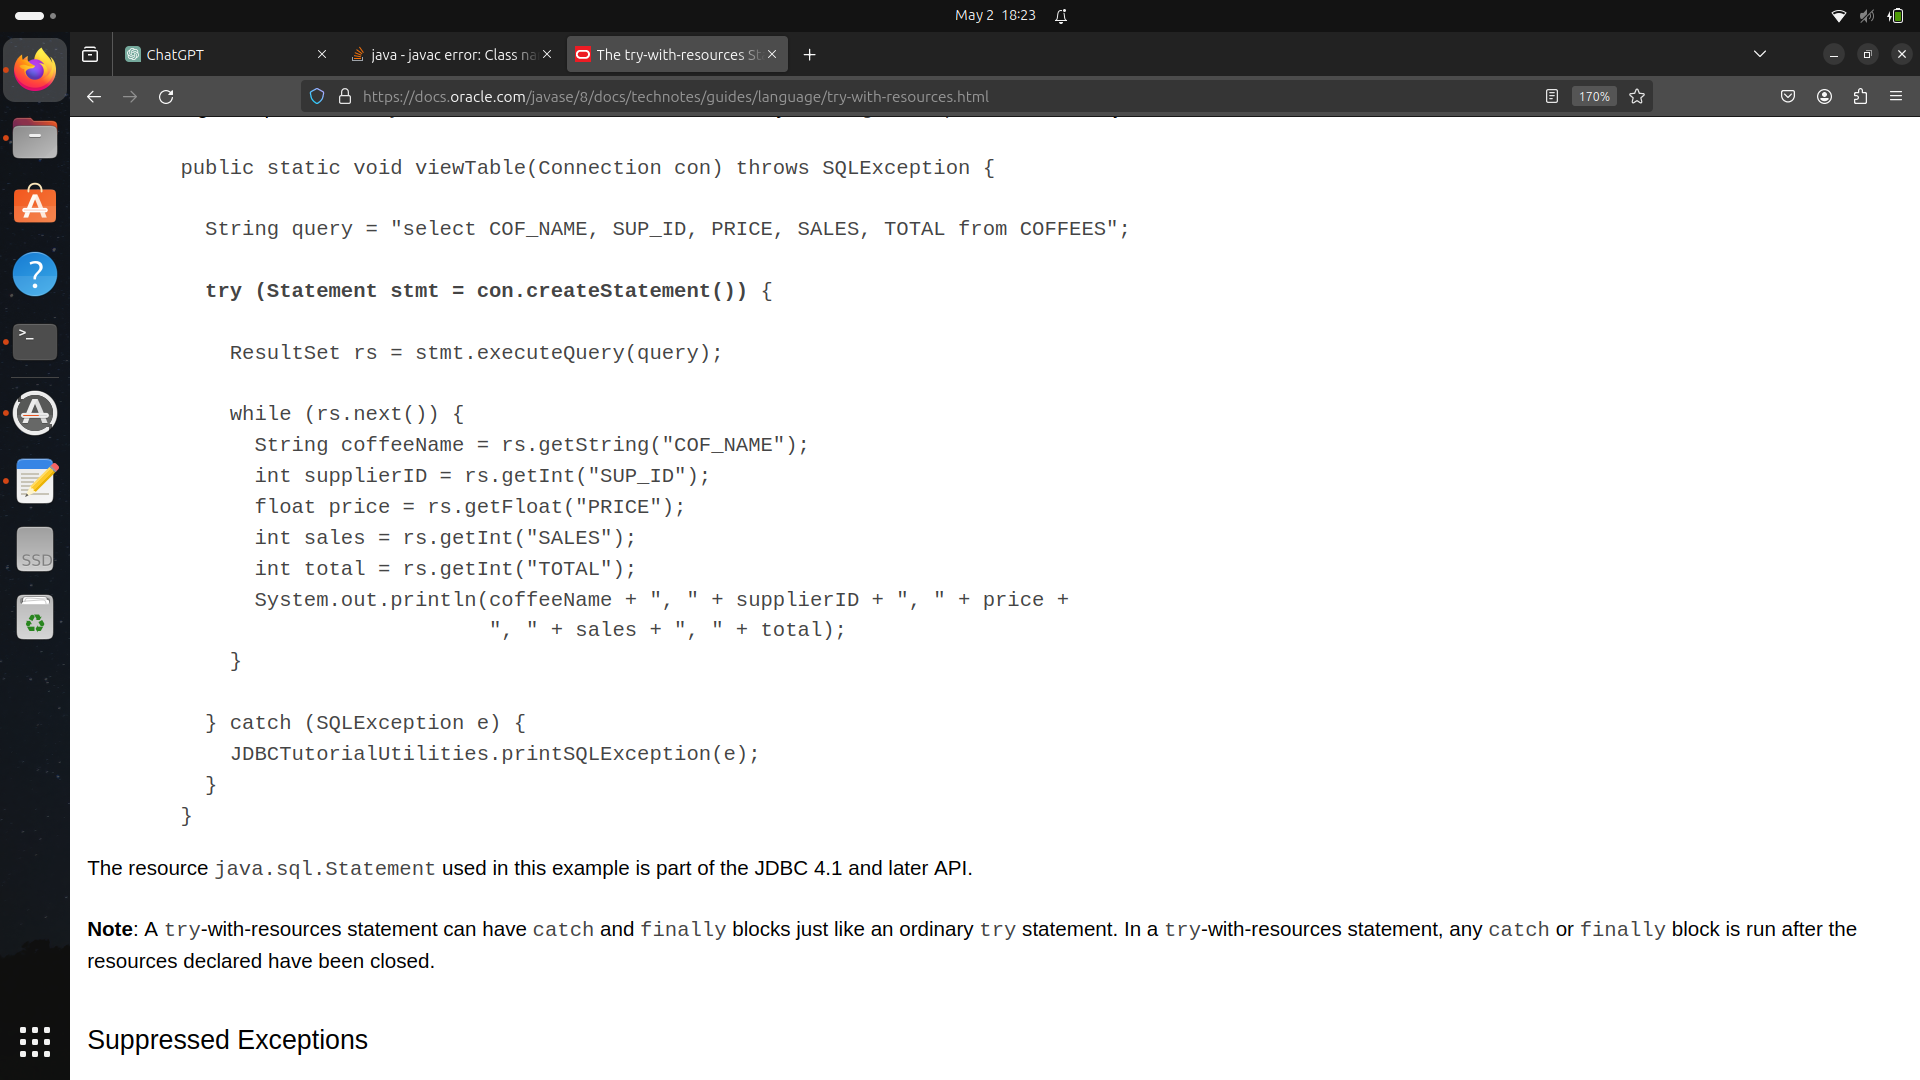 May 2 18:23
ChatGPT
java - javac error: Class na
The try-with-resources St
https://docs.oracle.com/javase/8/docs/technotes/guides/language/try-with-resources.html
170%
public static void viewTable(Connection con) throws SQLException {
String query = "select COF_NAME, SUP_ID, PRICE, SALES, TOTAL from COFFEES";
try (Statement stmt = con.createStatement()) {
ResultSet rs = stmt.executeQuery(query);
while (rs.next()) {
String coffeeName = rs.getString("COF_NAME");
int supplierID = rs.getInt("SUP_ID");
float price = rs.getFloat("PRICE");
int sales = rs.getInt("SALES");
int total = rs.getInt("TOTAL");
System.out.println(coffeeName + ", " + supplierID + ", " + price +
", " + sales + ", " + total);
}
} catch (SQLException e) {
JDBCTutorialUtilities.printSQLException(e);
}
}
The resource java.sql.Statement used in this example is part of the JDBC 4.1 and later API.
Note: A try-with-resources statement can have catch and finally blocks just like an ordinary try statement. In a try-with-resources statement, any catch or finally block is run after the
resources declared have been closed.
Suppressed Exceptions
SSD